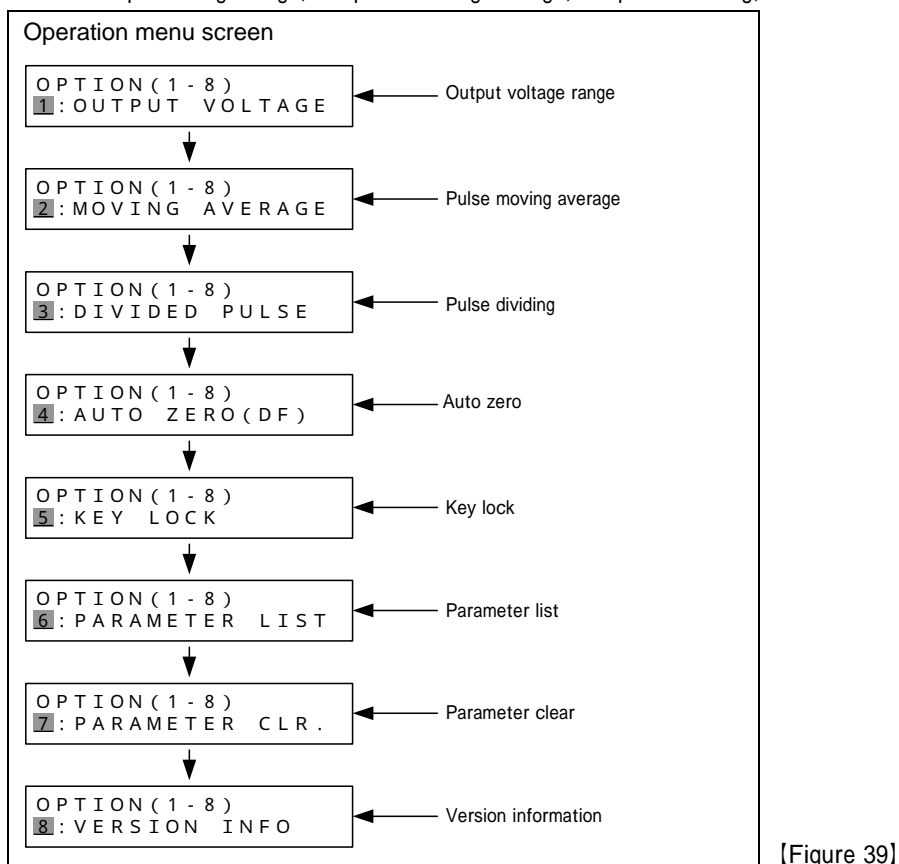 Operation menu screen
OPTION(1-8)
1:OUTPUT VOLTAGE
Output voltage range
OPTION(1-8)
2:MOVING AVERAGE
Pulse moving average
OPTION(1-8)
3:DIVIDED PULSE
Pulse dividing
OPTION(1-8)
4:AUTO ZERO(DF)
Auto zero
OPTION(1-8)
5:KEY LOCK
Key lock
OPTION(1-8)
6:PARAMETER LIST
Parameter list
OPTION(1-8)
7:PARAMETER CLR.
Parameter clear
OPTION(1-8)
8:VERSION INFO
Version information
【Figure 39】